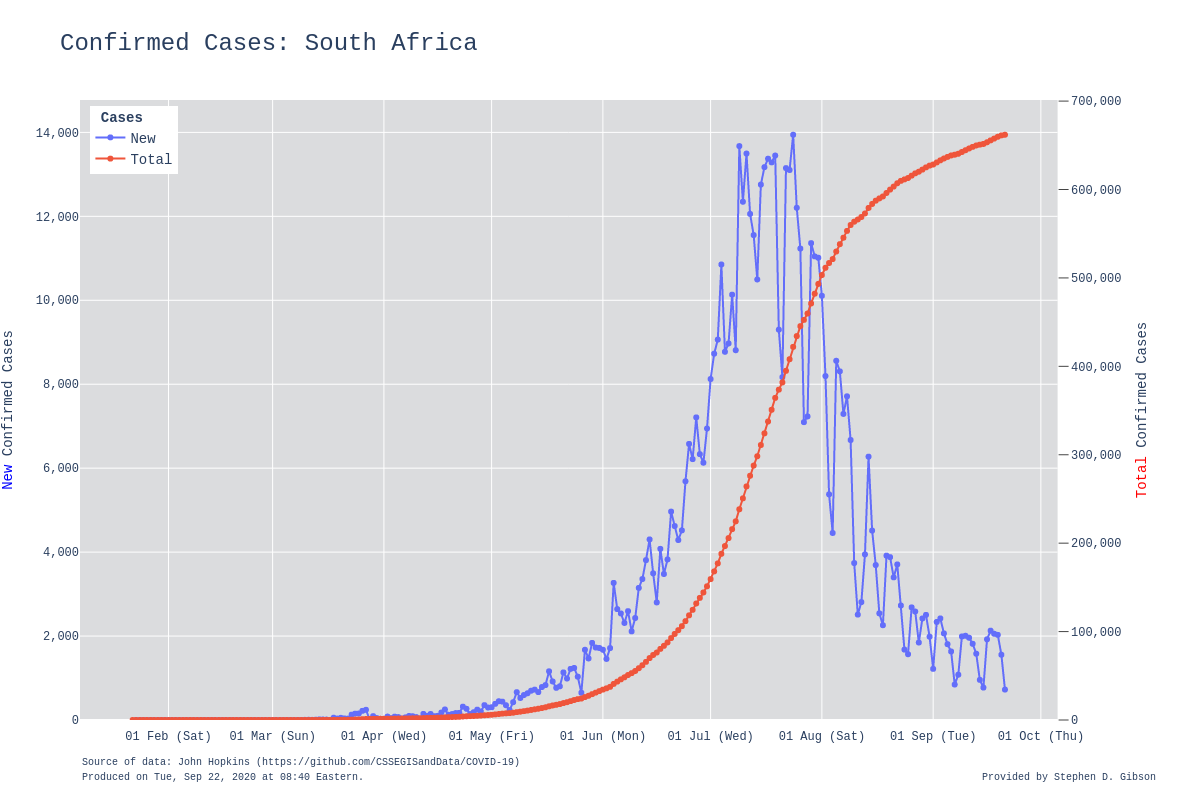 Confirmed Cases: South Africa
Cases
New
Total
14,000
12,000
10,000
8,000
6,000
4,000
2,000
0
700,000
600,000
500,000
400,000
300,000
200,000
100,000
0
New Confirmed Cases
Total Confirmed Cases
01 Feb (Sat)
01 Mar (Sun)
01 Apr (Wed)
01 May (Fri)
01 Jun (Mon)
01 Jul (Wed)
01 Aug (Sat)
01 Sep (Tue)
01 Oct (Thu)
Source of data: John Hopkins (https://github.com/CSSEGISandData/COVID-19)
Produced on Tue, Sep 22, 2020 at 08:40 Eastern.
Provided by Stephen D. Gibson